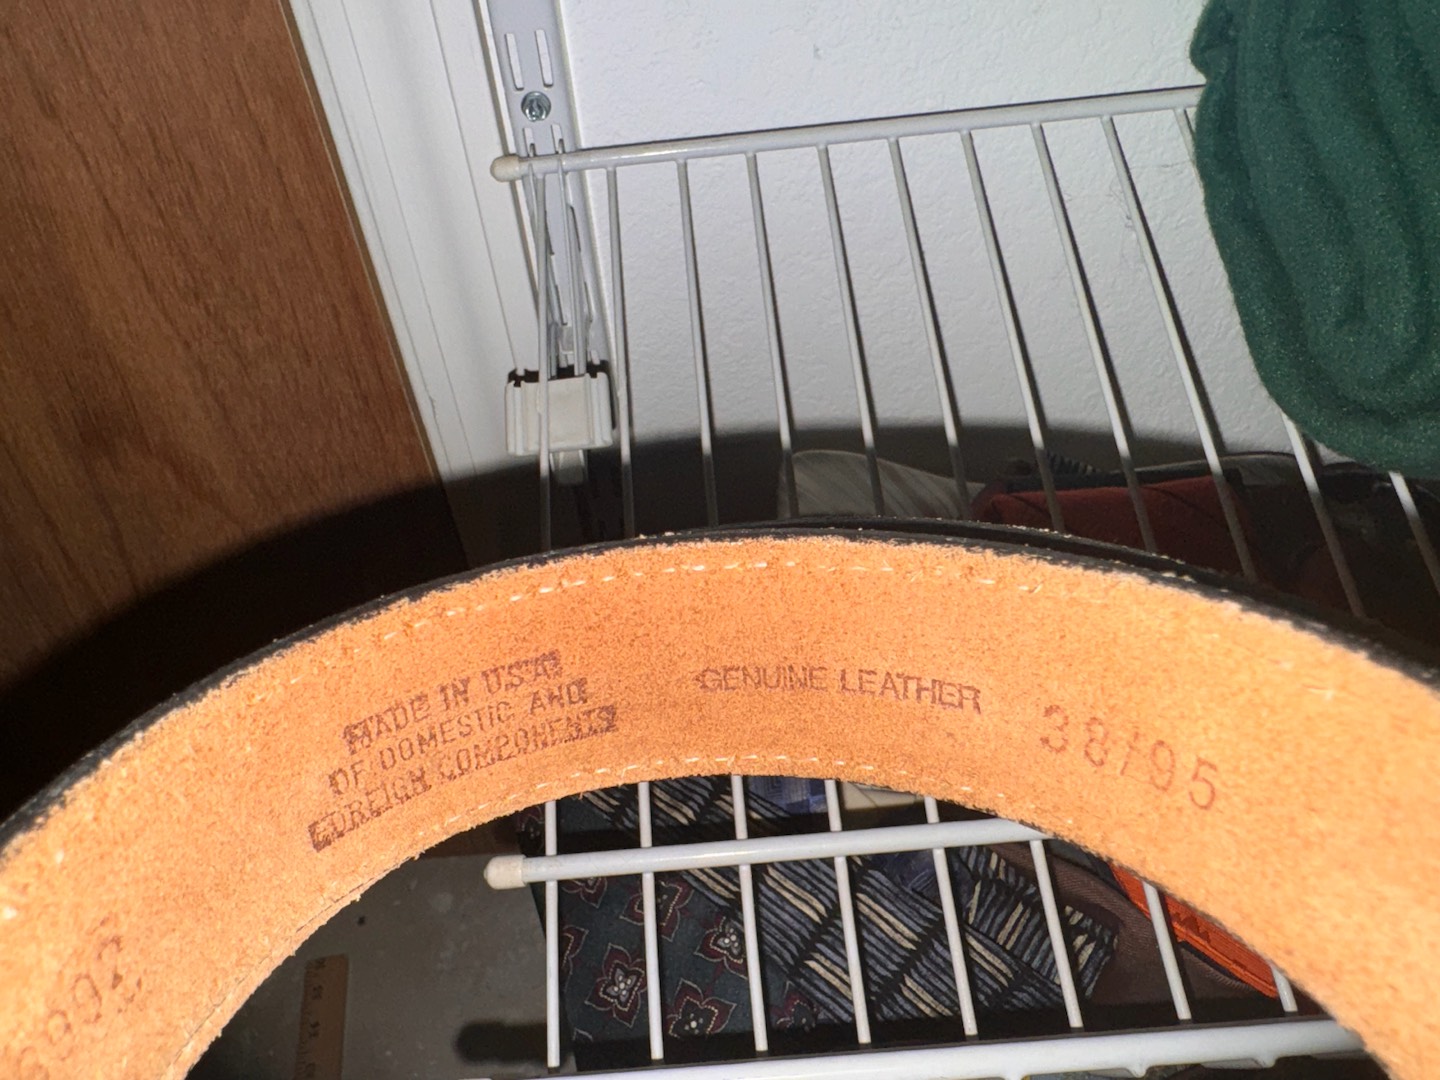 MADE IN U.S.A.
OF DOMESTIC AND
FOREIGN COMPONENTS
GENUINE LEATHER
38/95